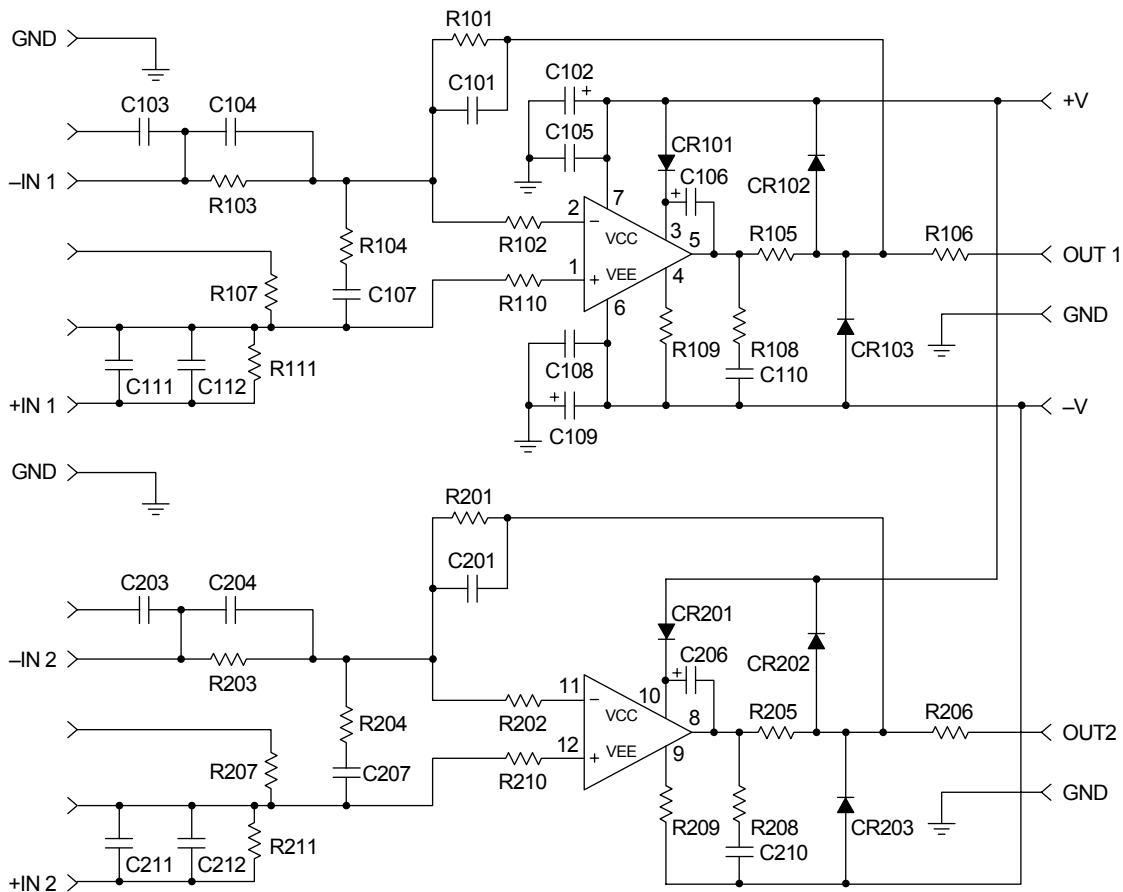 R101
GND
C101
C102
+
C103
C104
+V
C105
CR101
C106
+
CR102
–IN 1
R103
7
2
–
VCC
3
5
R102
R104
R105
R106
OUT 1
1
+
VEE
4
R107
C107
R110
6
GND
R109
R108
CR103
R111
C108
C110
C111
C112
+IN 1
+
C109
–V
GND
R201
C201
C203
C204
CR201
C206
+
CR202
–IN 2
R203
11
–
10
VCC
8
R202
R204
R205
R206
OUT2
12
+
VEE
9
R207
C207
R210
GND
R209
R208
CR203
R211
C210
C211
C212
+IN 2